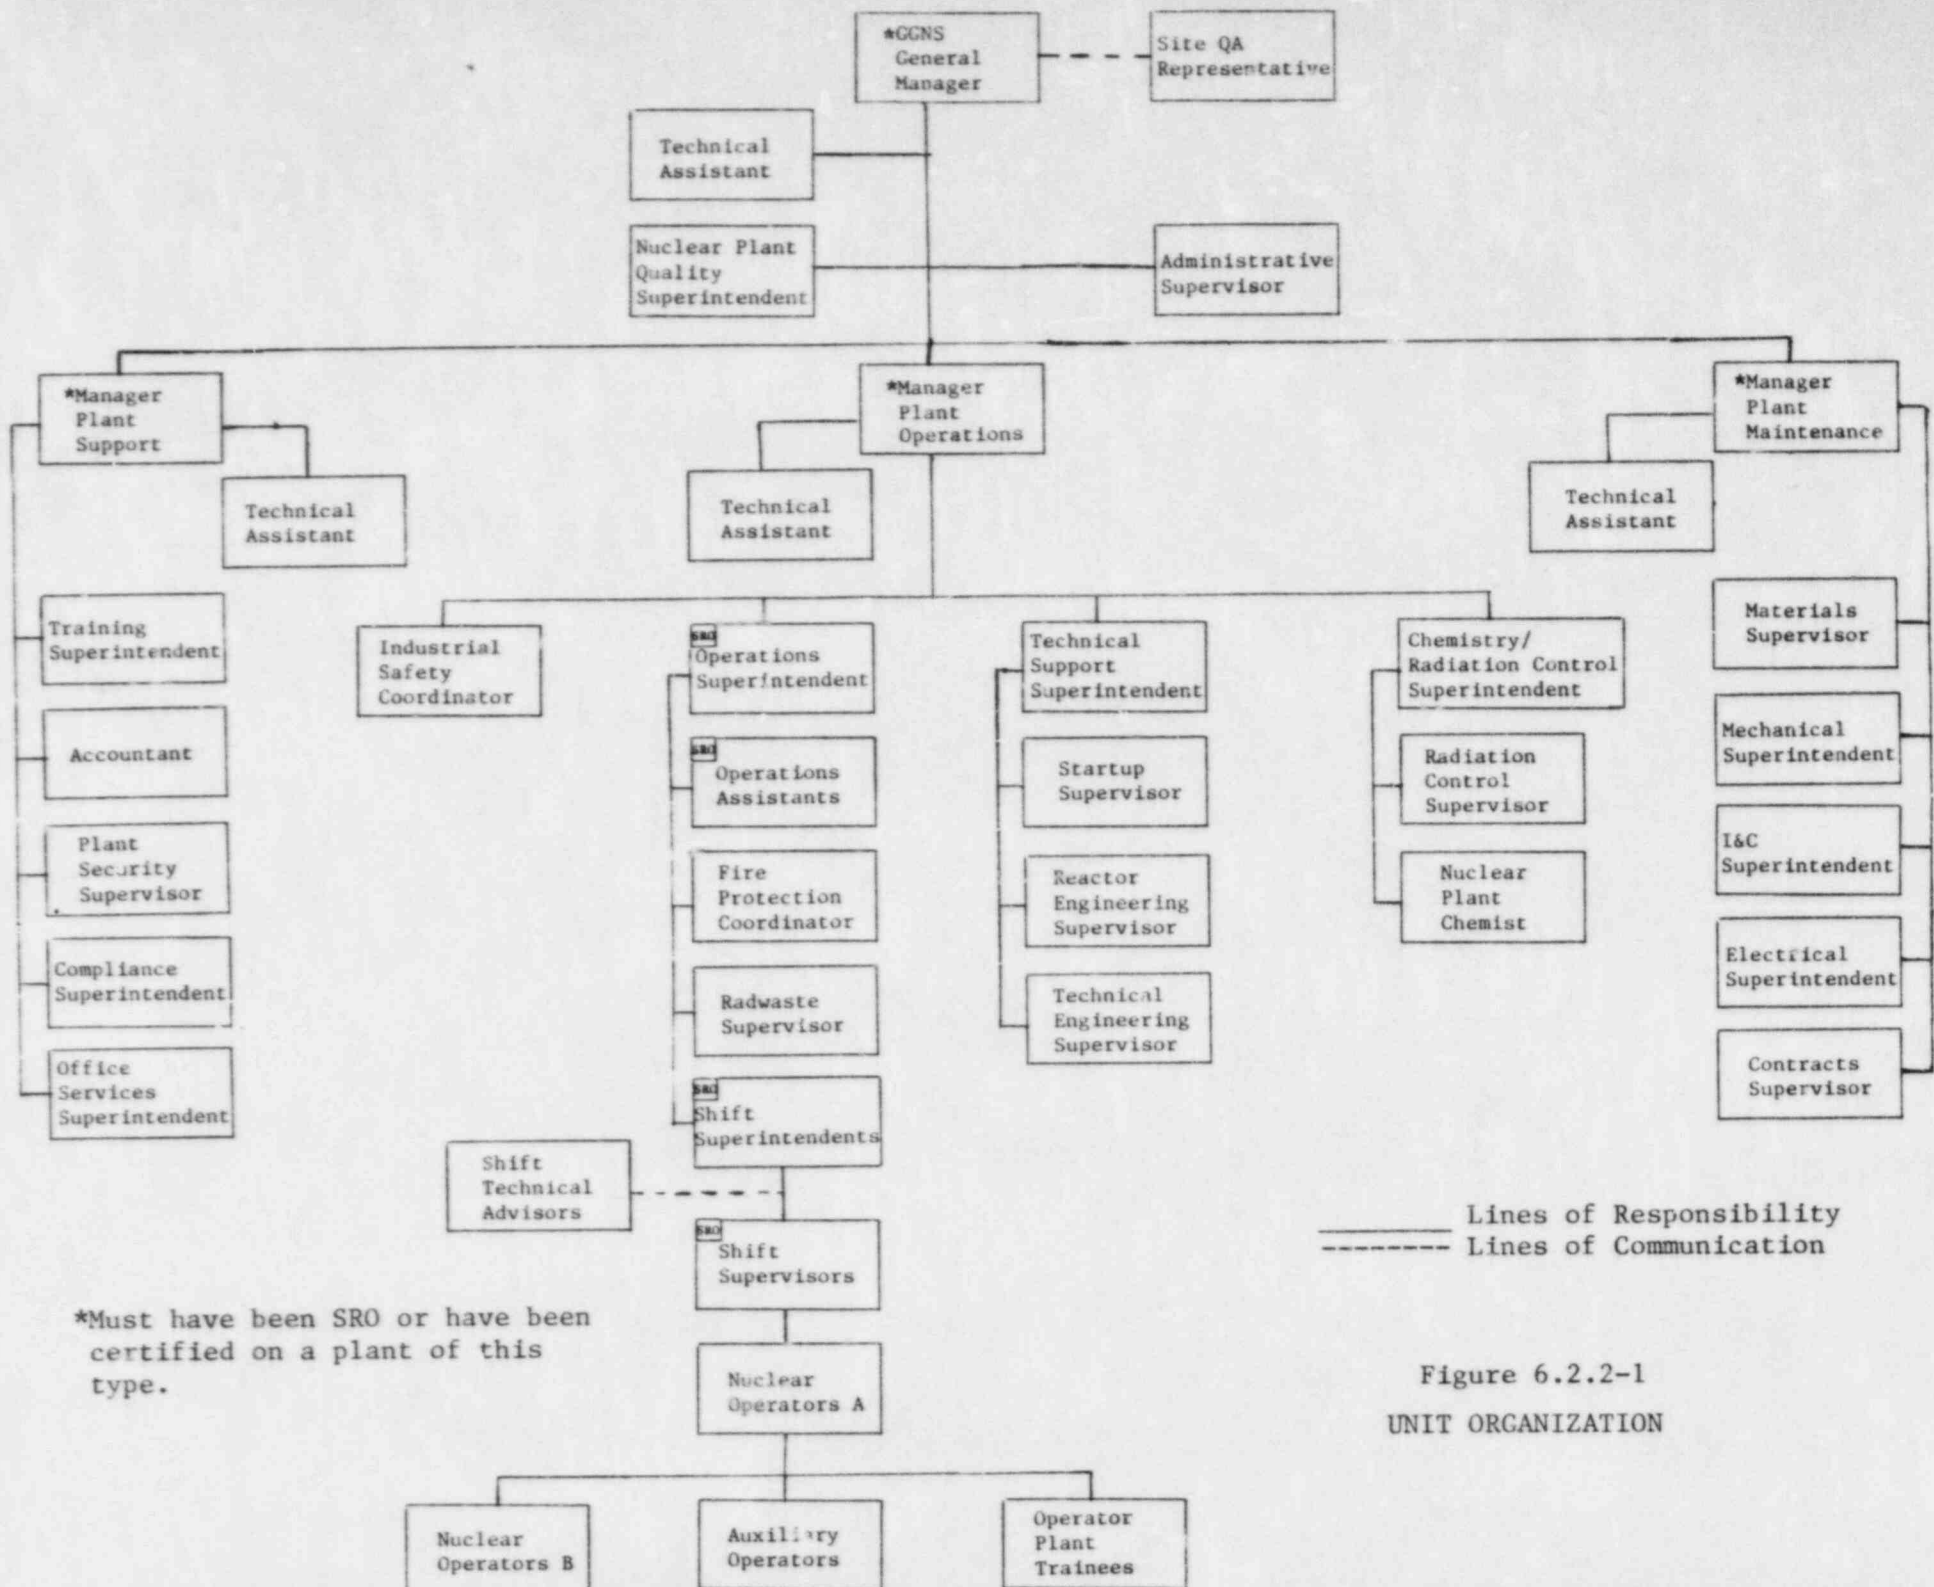 *GGNS
General
Manager
Site QA
Representative
Technical
Assistant
Nuclear Plant
Quality
Superintendent
Administrative
Supervisor
*Manager
Plant
Support
*Manager
Plant
Operations
*Manager
Plant
Maintenance
Technical
Assistant
Technical
Assistant
Technical
Assistant
Training
Superintendent
Accountant
Plant
Security
Supervisor
Compliance
Superintendent
Office
Services
Superintendent
Industrial
Safety
Coordinator
SRO
Operations
Superintendent
SRO
Operations
Assistants
Fire
Protection
Coordinator
Radwaste
Supervisor
SRO
Shift
Superintendents
Shift
Technical
Advisors
SRO
Shift
Supervisors
Nuclear
Operators A
Nuclear
Operators B
Auxiliary
Operators
Operator
Plant
Trainees
Technical
Support
Superintendent
Startup
Supervisor
Reactor
Engineering
Supervisor
Technical
Engineering
Supervisor
Chemistry/
Radiation Control
Superintendent
Radiation
Control
Supervisor
Nuclear
Plant
Chemist
Materials
Supervisor
Mechanical
Superintendent
I&C
Superintendent
Electrical
Superintendent
Contracts
Supervisor
Lines of Responsibility
Lines of Communication
*Must have been SRO or have been
certified on a plant of this
type.
Figure 6.2.2-1
UNIT ORGANIZATION